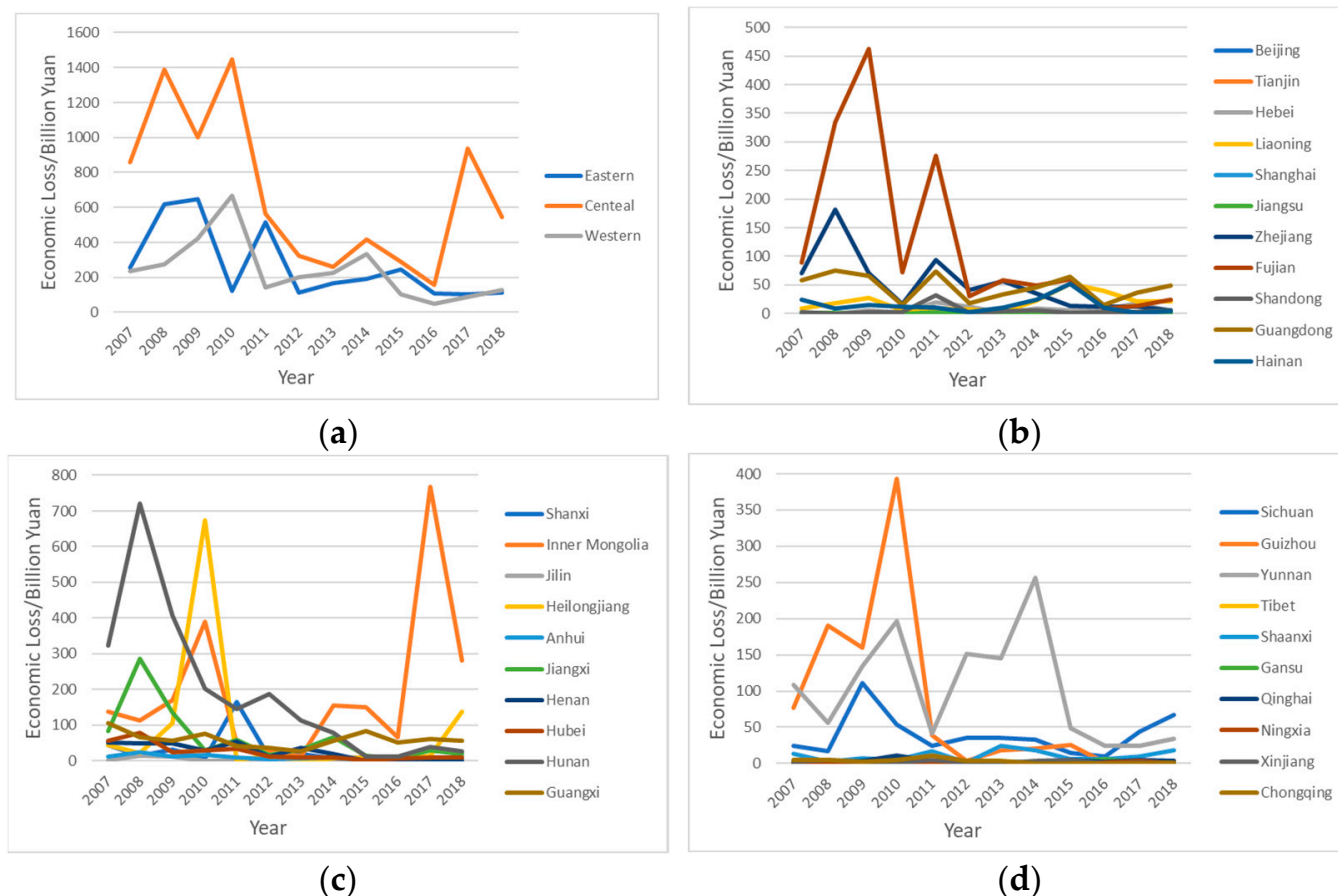 Economic Loss/Billion Yuan
1600
1400
1200
1000
800
600
400
200
0
2007
2008
2009
2010
2011
2012
2013
2014
2015
2016
2017
2018
Year
Eastern
Centeal
Western
(a)
Economic Loss/Billion Yuan
500
450
400
350
300
250
200
150
100
50
0
2007
2008
2009
2010
2011
2012
2013
2014
2015
2016
2017
2018
Year
Beijing
Tianjin
Hebei
Liaoning
Shanghai
Jiangsu
Zhejiang
Fujian
Shandong
Guangdong
Hainan
(b)
Economic Loss/Billion Yuan
800
700
600
500
400
300
200
100
0
2007
2008
2009
2010
2011
2012
2013
2014
2015
2016
2017
2018
Year
Shanxi
Inner Mongolia
Jilin
Heilongjiang
Anhui
Jiangxi
Henan
Hubei
Hunan
Guangxi
(c)
Economic Loss/Billion Yuan
400
350
300
250
200
150
100
50
0
2007
2008
2009
2010
2011
2012
2013
2014
2015
2016
2017
2018
Year
Sichuan
Guizhou
Yunnan
Tibet
Shaanxi
Gansu
Qinghai
Ningxia
Xinjiang
Chongqing
(d)